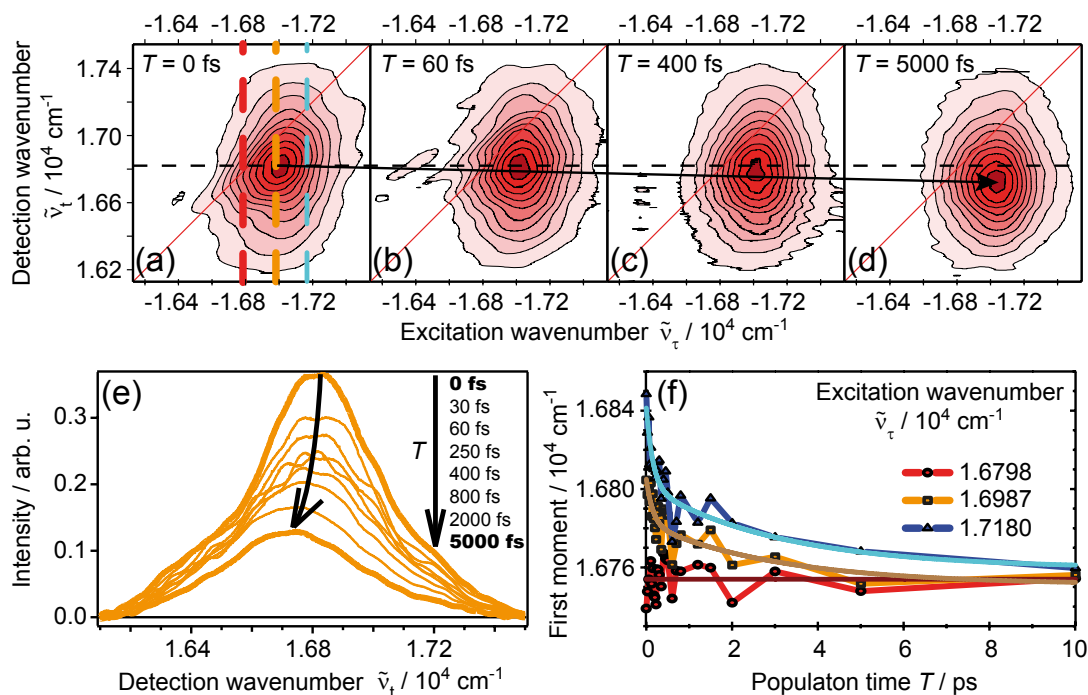 -1.64 -1.68 -1.72 -1.64 -1.68 -1.72 -1.64 -1.68 -1.72 -1.64 -1.68 -1.72
Detection wavenumber
ν̃t / 10⁴ cm⁻¹
1.74
1.70
1.66
1.62
T = 0 fs
T = 60 fs
T = 400 fs
T = 5000 fs
(a)
(b)
(c)
(d)
-1.64 -1.68 -1.72 -1.64 -1.68 -1.72 -1.64 -1.68 -1.72 -1.64 -1.68 -1.72
Excitation wavenumber ν̃τ / 10⁴ cm⁻¹
(e)
Intensity / arb. u.
0.3
0.2
0.1
0.0
T
0 fs
30 fs
60 fs
250 fs
400 fs
800 fs
2000 fs
5000 fs
1.64 1.68 1.72
Detection wavenumber ν̃t / 10⁴ cm⁻¹
(f)
First moment / 10⁴ cm⁻¹
1.684
1.680
1.676
Excitation wavenumber
ν̃τ / 10⁴ cm⁻¹
1.6798
1.6987
1.7180
0 2 4 6 8 10
Populaton time T / ps